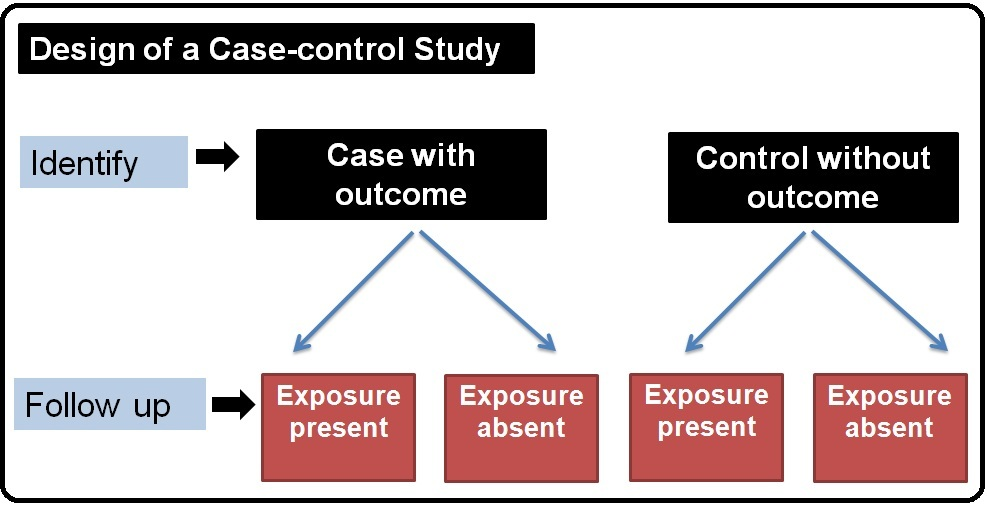 Design of a Case-control Study
Identify
Case with
outcome
Control without
outcome
Follow up
Exposure
present
Exposure
absent
Exposure
present
Exposure
absent